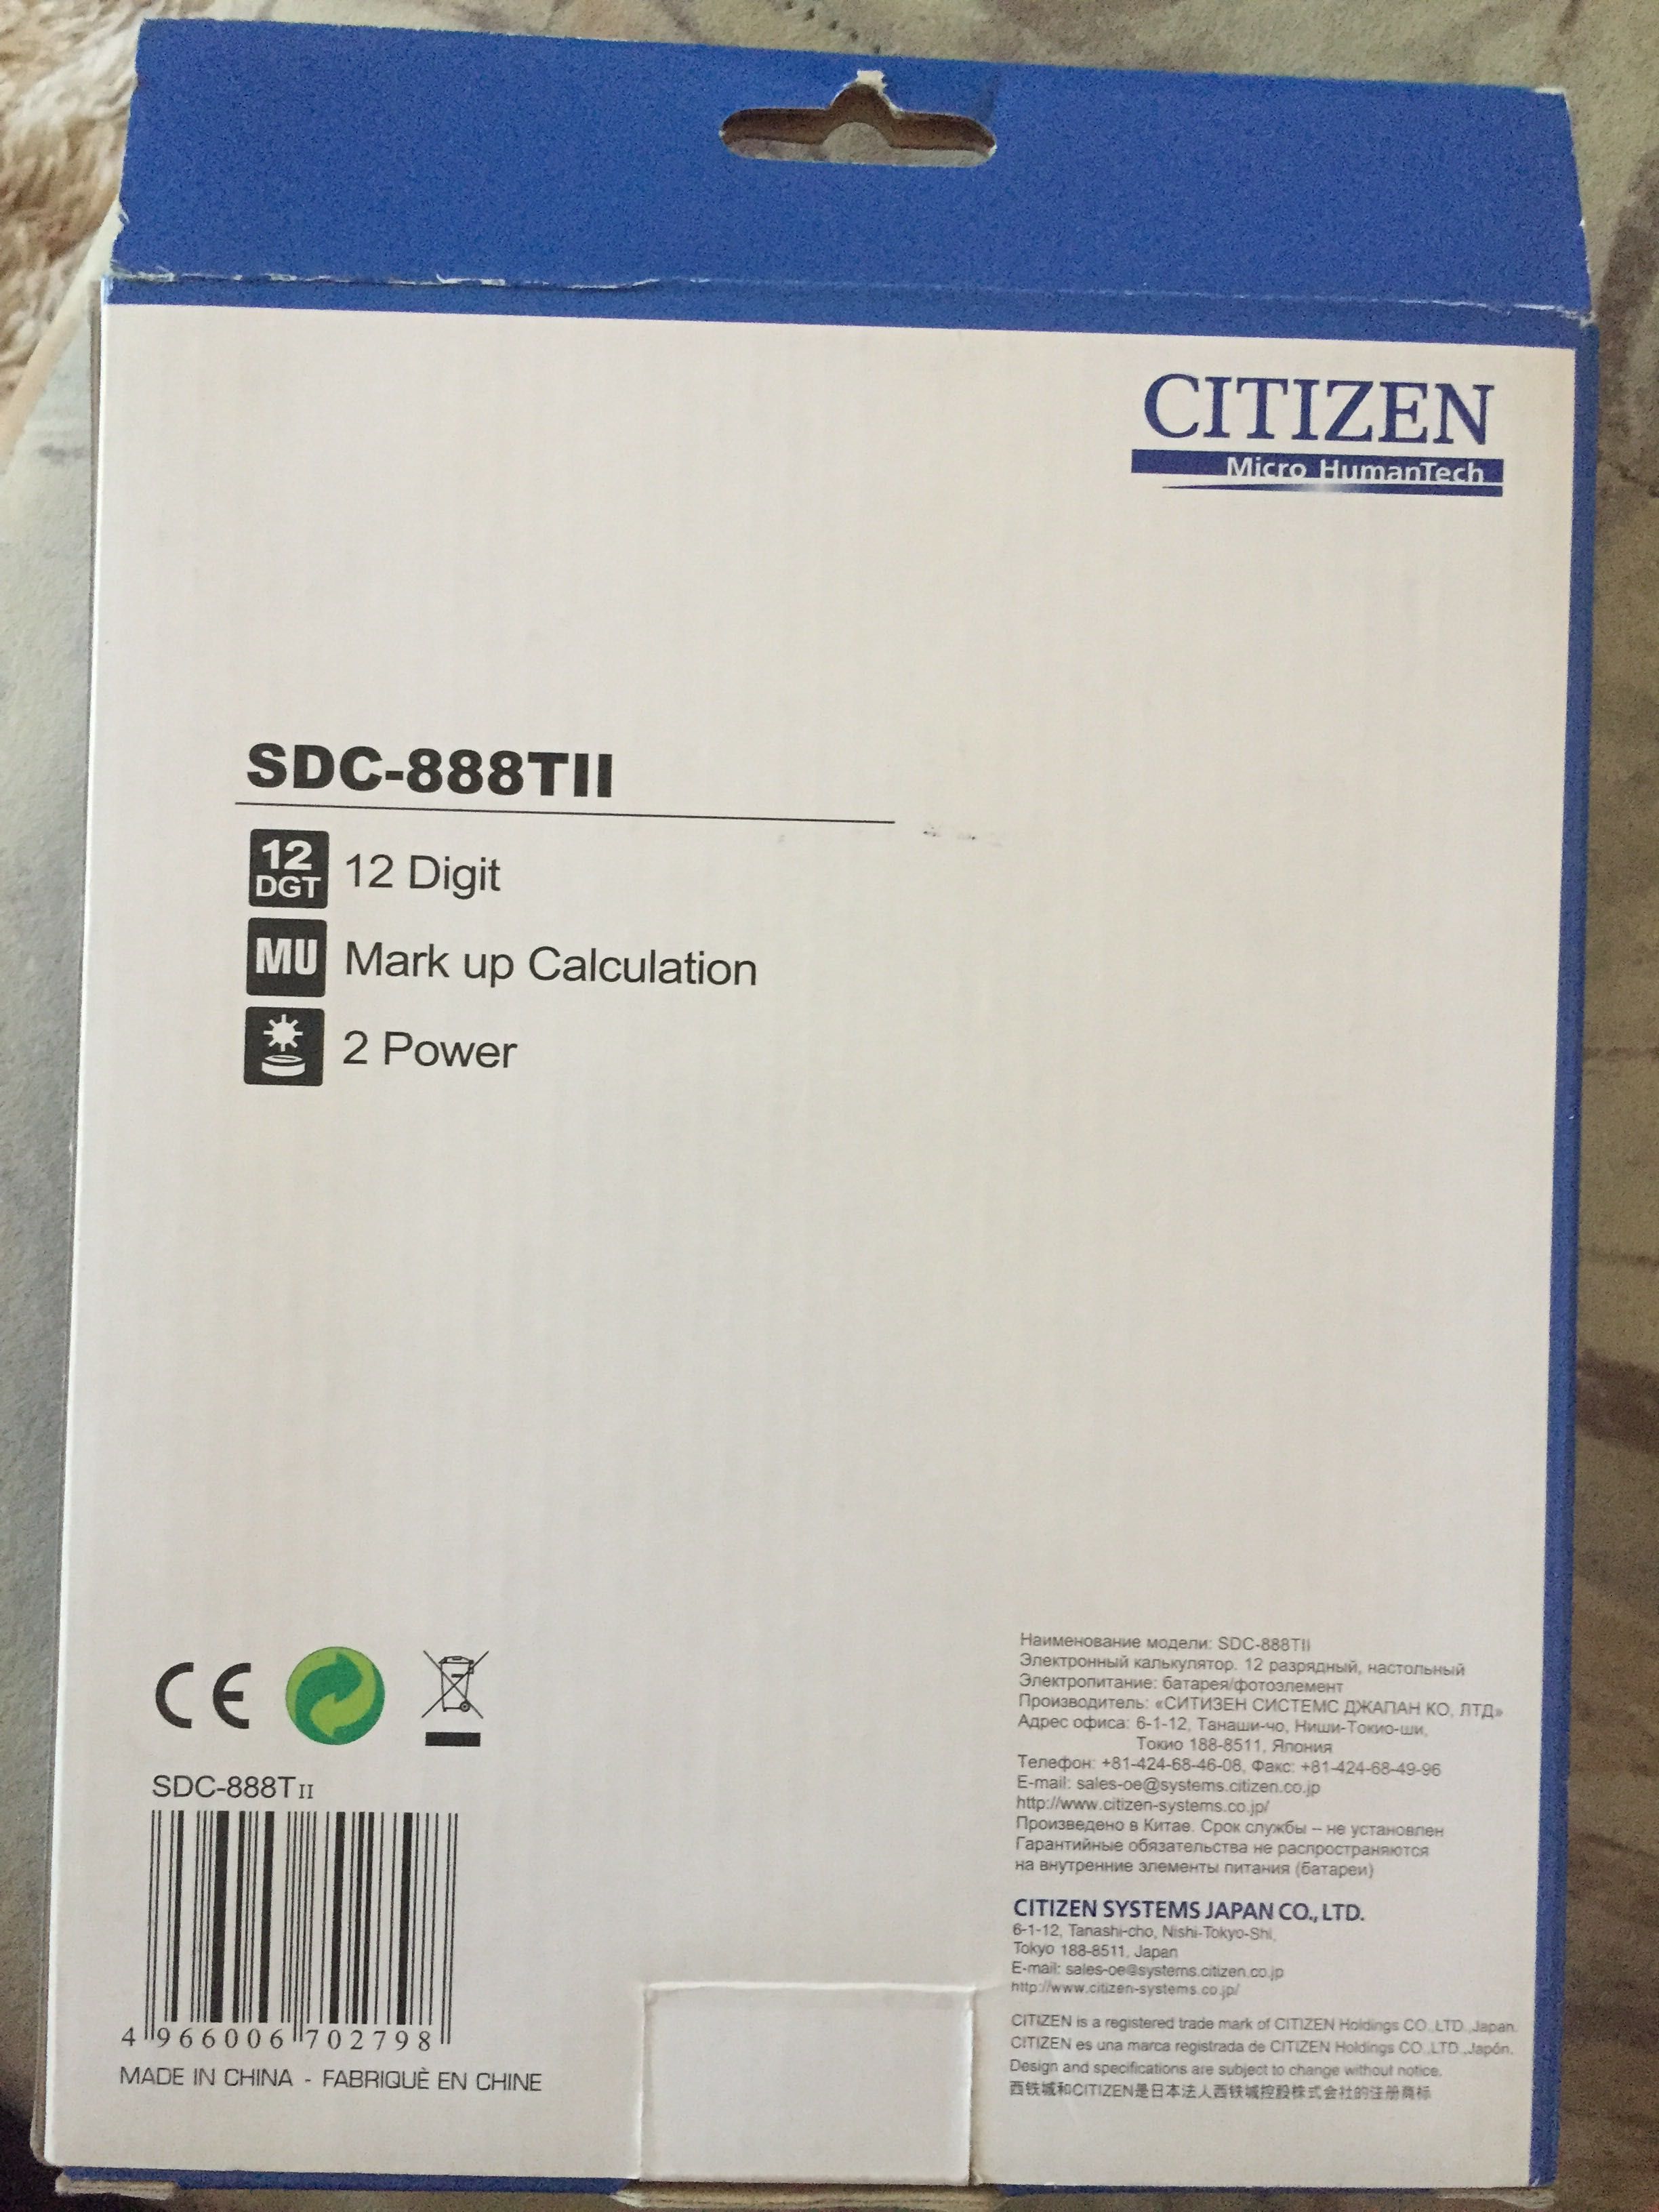 CITIZEN
Micro HumanTech
SDC-888TII
12
DGT
12 Digit
MU
Mark up Calculation
2 Power
CE
SDC-888TII
4 966006 702798
MADE IN CHINA - FABRIQUÈ EN CHINE
Наименование модели: SDC-888TII
Электронный калькулятор. 12 разрядный, настольный
Электропитание: батарея/фотоэлемент
Производитель: «СИТИЗЕН СИСТЕМС ДЖАПАН КО, ЛТД»
Адрес офиса: 6-1-12, Танаши-чо, Ниши-Токио-ши,
Токио 188-8511, Япония
Телефон: +81-424-68-46-08, Факс: +81-424-68-49-96
E-mail: sales-oe@systems.citizen.co.jp
http://www.citizen-systems.co.jp/
Произведено в Китае. Срок службы – не установлен
Гарантийные обязательства не распространяются
на внутренние элементы питания (батареи)
CITIZEN SYSTEMS JAPAN CO., LTD.
6-1-12, Tanashi-cho, Nishi-Tokyo-Shi,
Tokyo 188-8511, Japan
E-mail: sales-oe@systems.citizen.co.jp
http://www.citizen-systems.co.jp/
CITIZEN is a registered trade mark of CITIZEN Holdings CO.,LTD.,Japan.
CITIZEN es una marca registrada de CITIZEN Holdings CO.,LTD.,Japón.
Design and specifications are subject to change without notice.
西铁城和CITIZEN是日本法人西铁城控股株式会社的注册商标